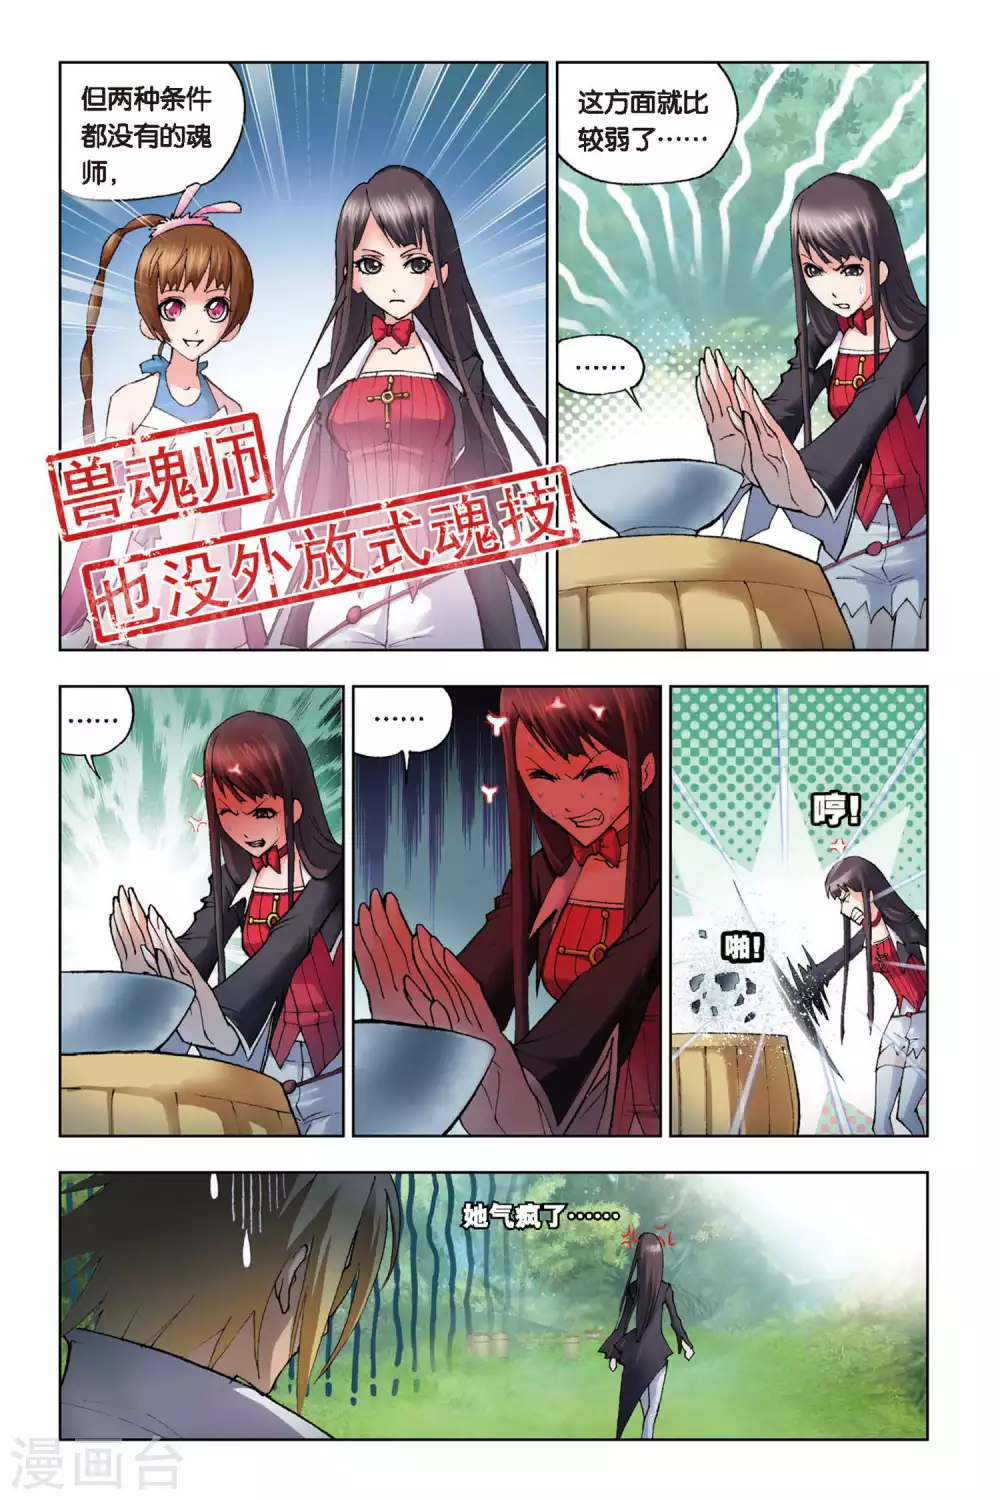 但两种条件
都没有的魂
师，
兽魂师
也没外放式魂技
这方面就比
较弱了……
……
……
……
哼！
啪！
她气疯了……
漫画台